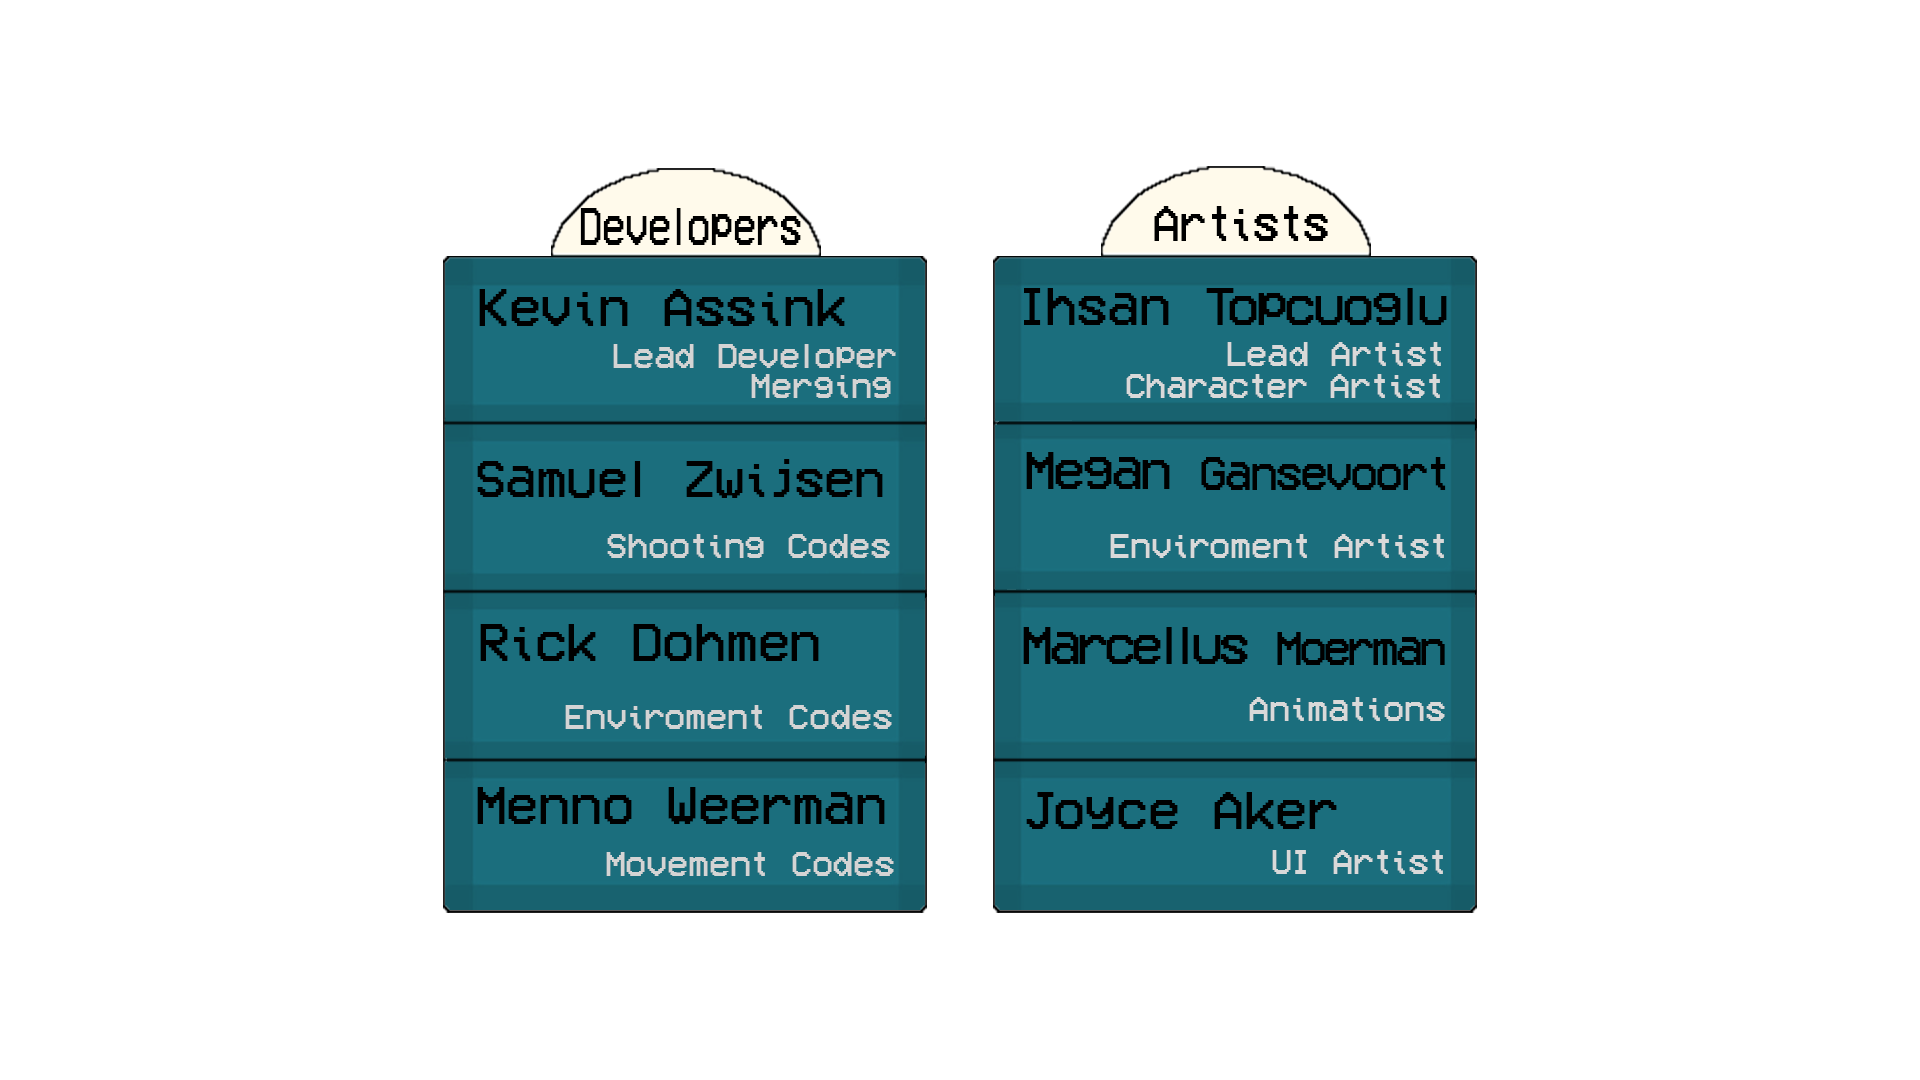 Developers
Kevin Assink
Lead Developer
Merging
Samuel Zwijsen
Shooting Codes
Rick Dohmen
Enviroment Codes
Menno Weerman
Movement Codes
Artists
Ihsan Topcuoglu
Lead Artist
Character Artist
Megan Gansevoort
Enviroment Artist
Marcellus Moerman
Animations
Joyce Aker
UI Artist